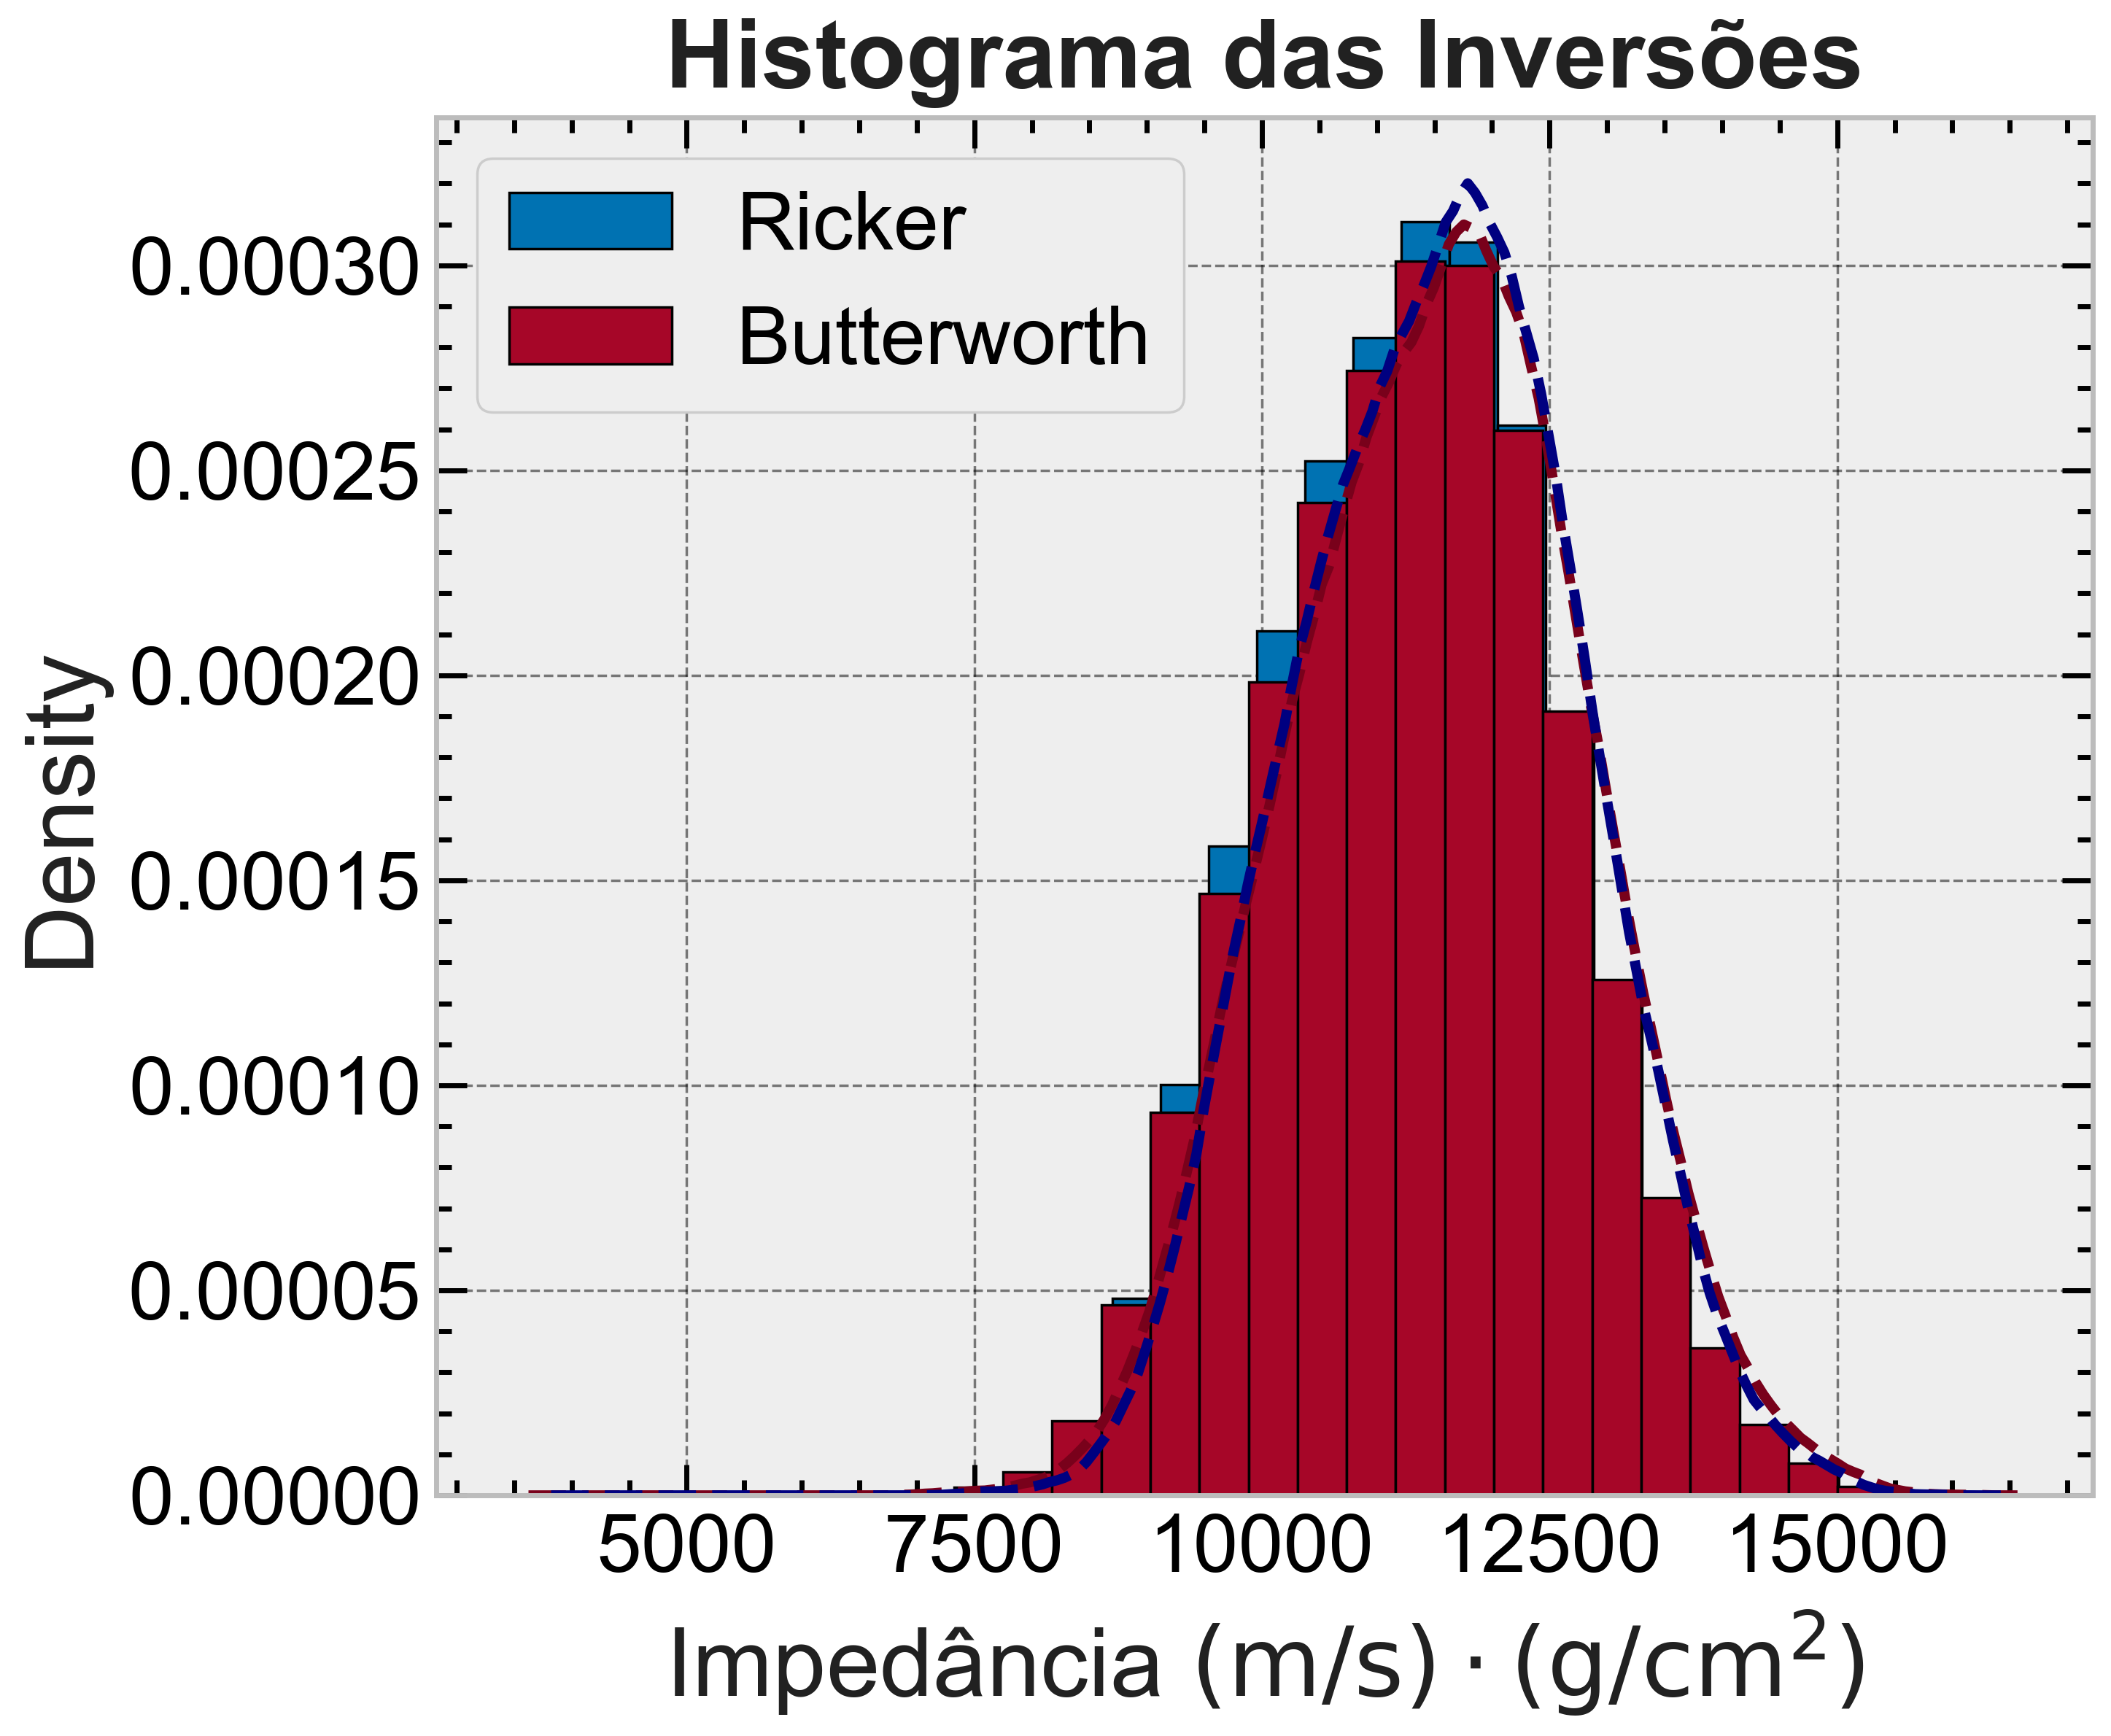 Histograma das Inversões
Ricker
Butterworth
Density
0.00030
0.00025
0.00020
0.00015
0.00010
0.00005
0.00000
5000 7500 10000 12500 15000
Impedância (m/s) · (g/cm²)